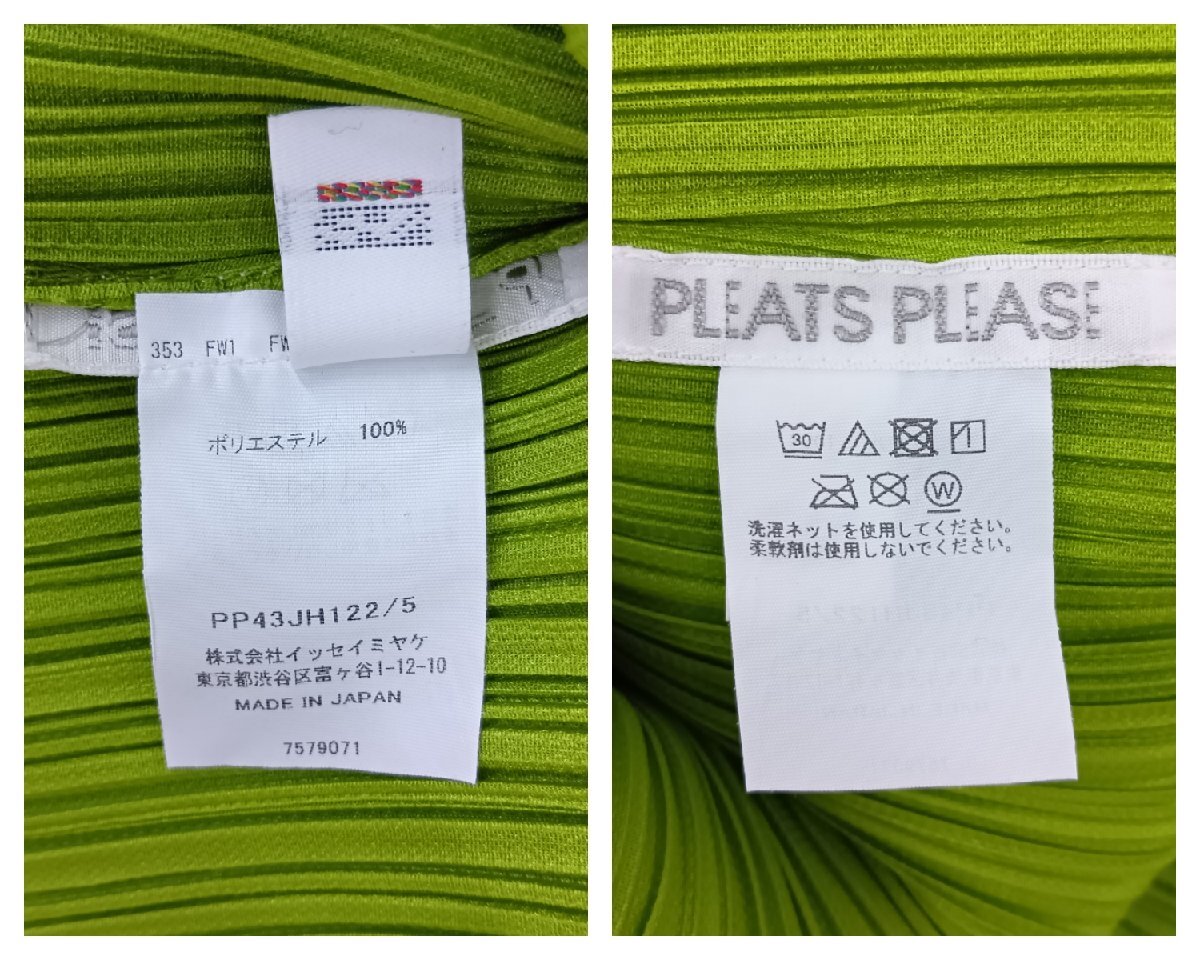 353 FW1
ポリエステル 100%
PP43JH122/5
株式会社イッセイミヤケ
東京都渋谷区富ヶ谷1-12-10
MADE IN JAPAN
7579071
PLEATS PLEASE
30
W
洗濯ネットを使用してください。
柔軟剤は使用しないでください。